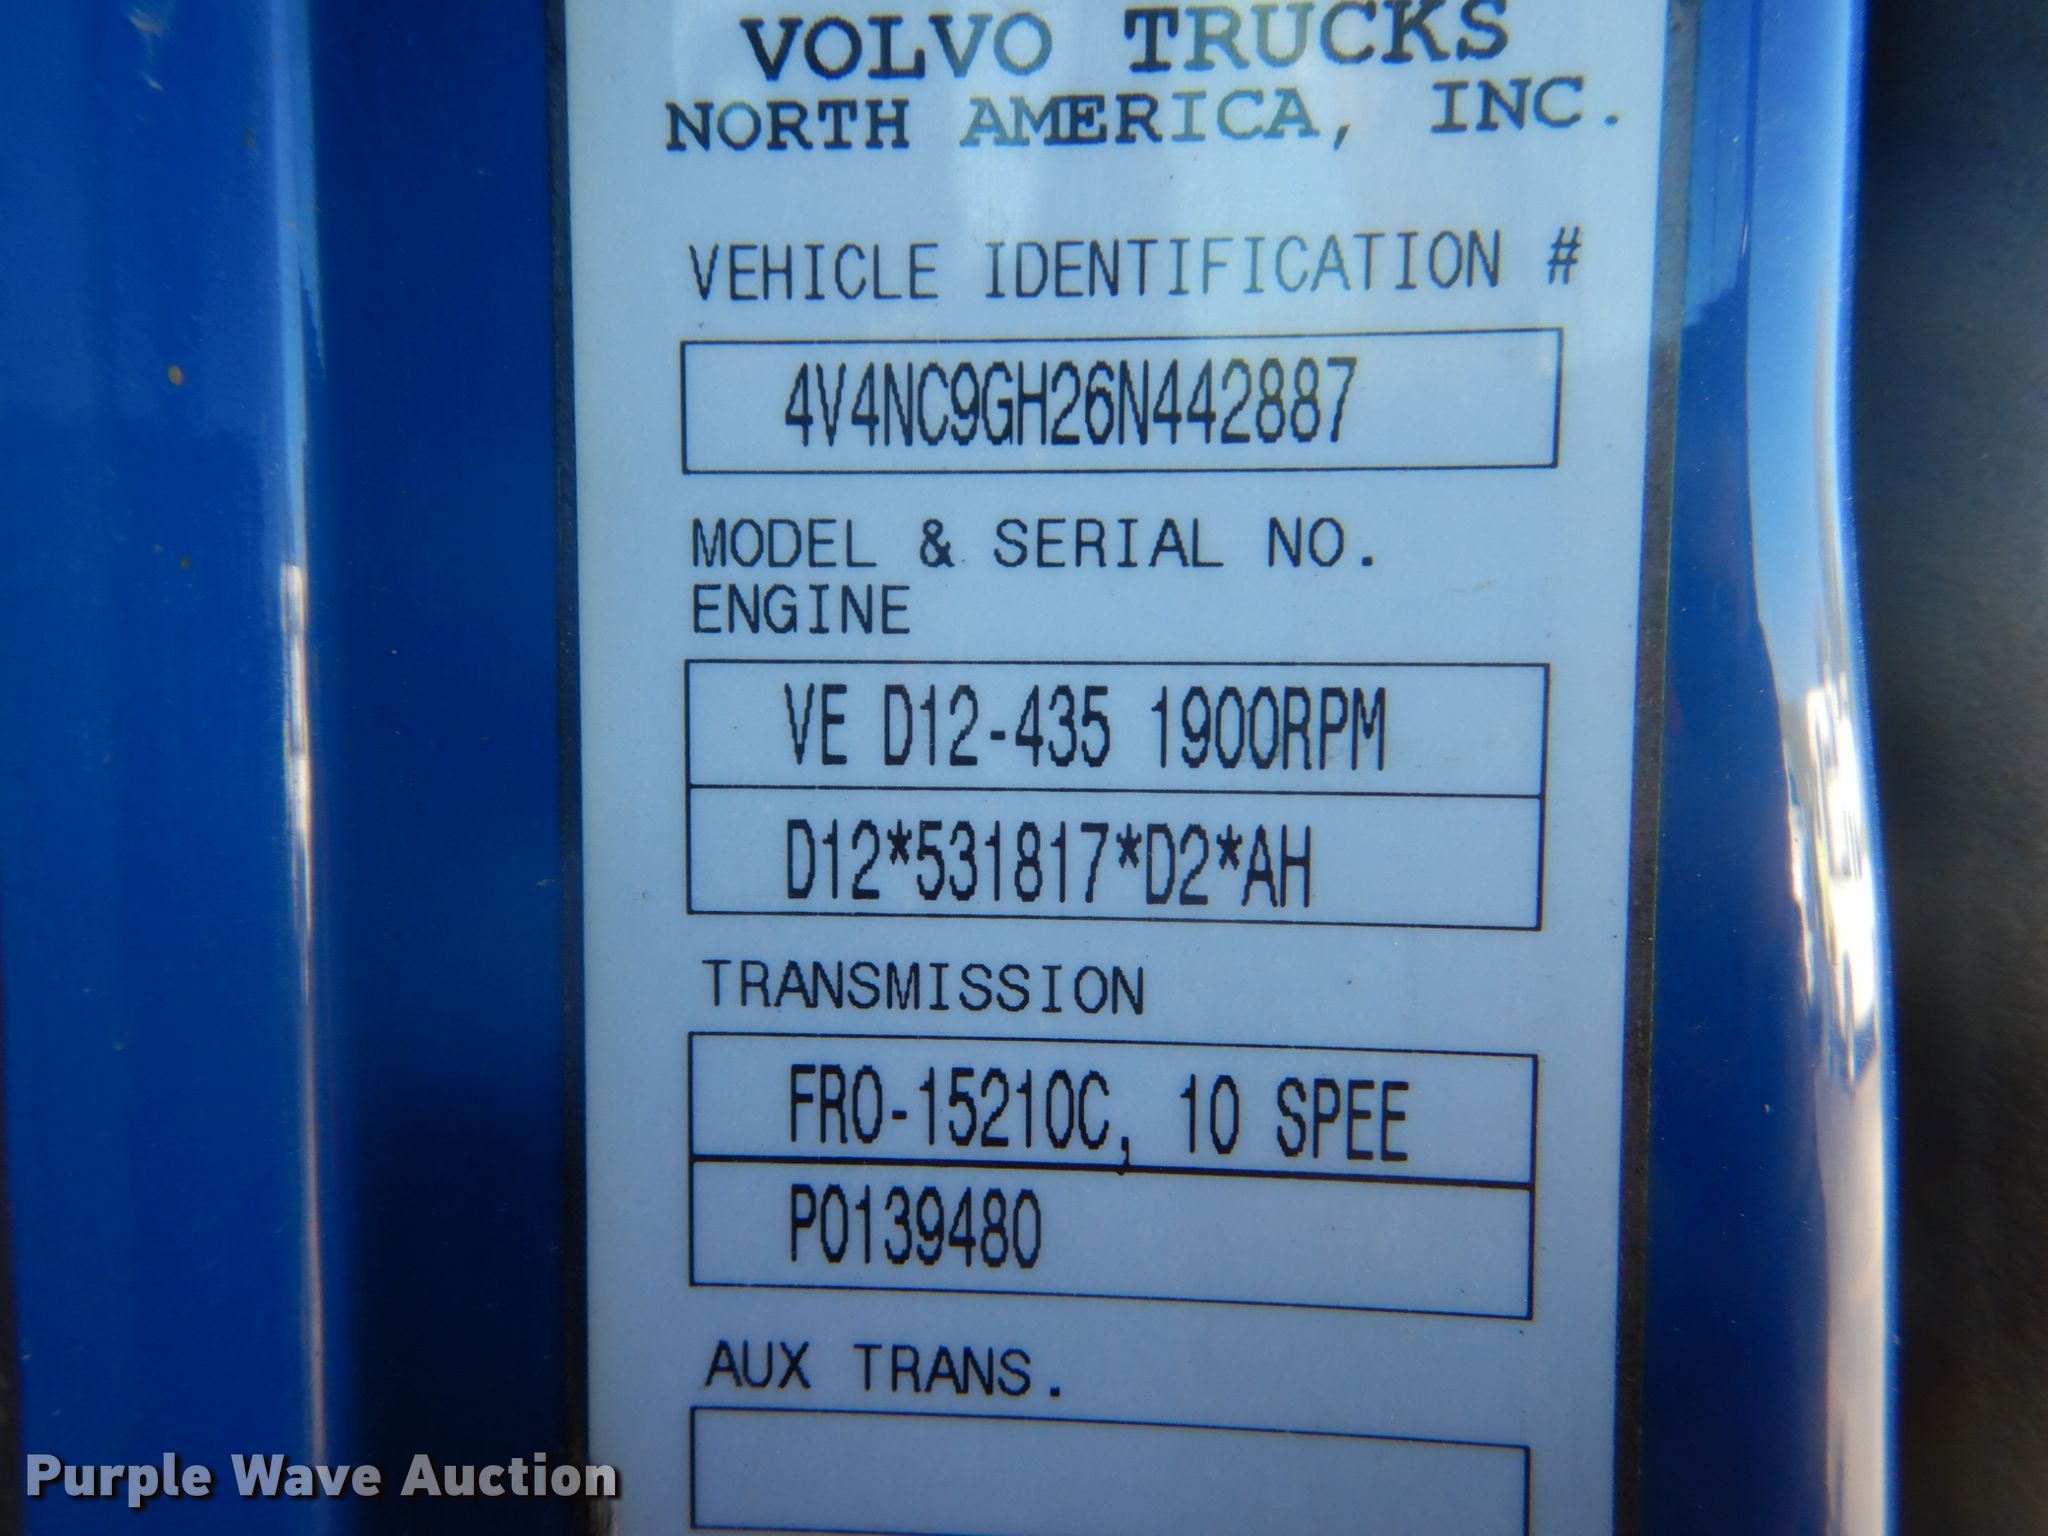 VOLVO TRUCKS
NORTH AMERICA, INC.
VEHICLE IDENTIFICATION #
4V4NC9GH26N442887
MODEL & SERIAL NO.
ENGINE
VE D12-435 1900RPM
D12*531817*D2*AH
TRANSMISSION
FRO-15210C, 10 SPEE
P0139480
AUX TRANS.
Purple Wave Auction